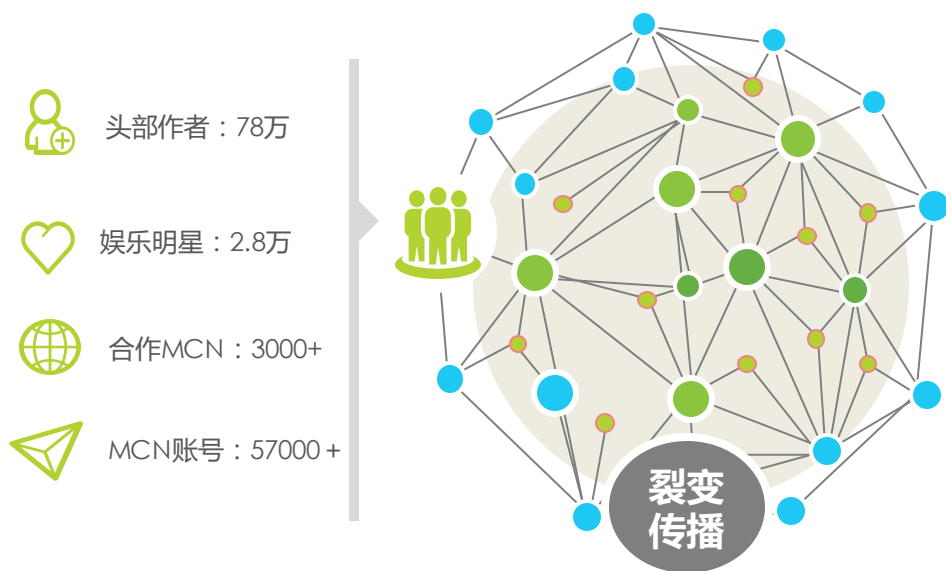 头部作者：78万
娱乐明星：2.8万
合作MCN：3000+
MCN账号：57000 +
裂变
传播